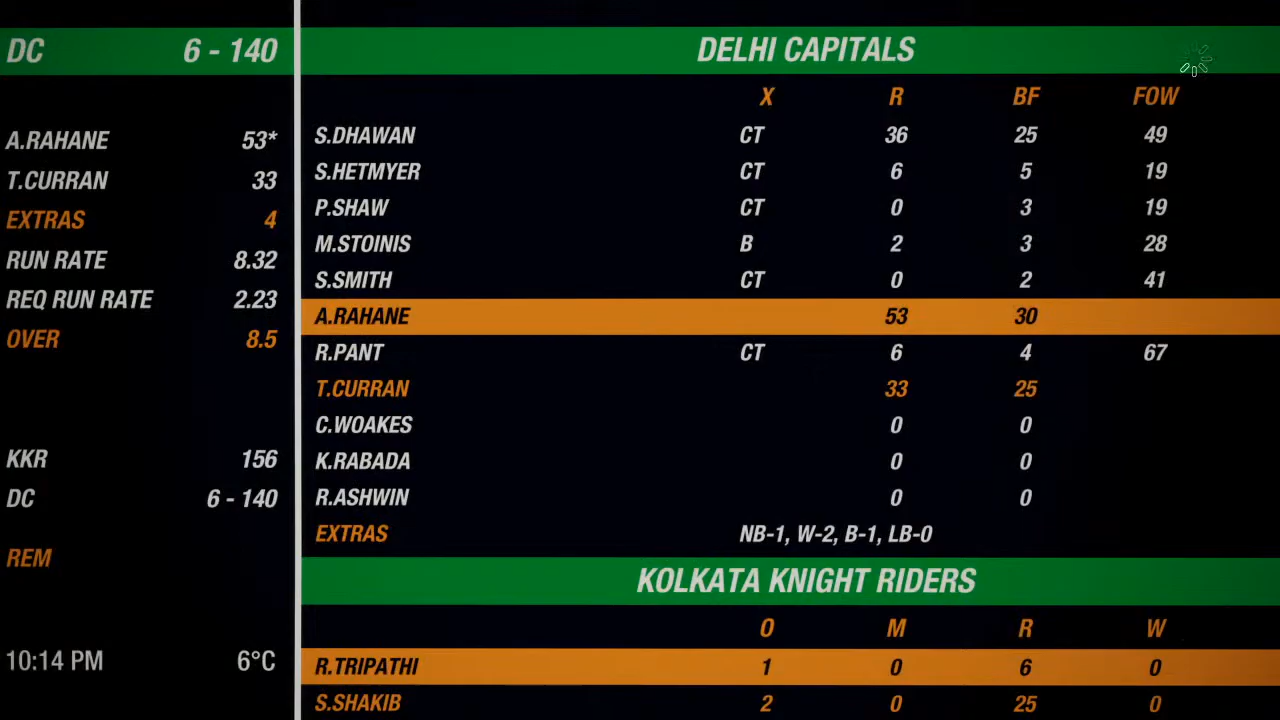 DC 6 - 140
A.RAHANE 53*
T.CURRAN 33
EXTRAS 4
RUN RATE 8.32
REQ RUN RATE 2.23
OVER 8.5
KKR 156
DC 6 - 140
REM
10:14 PM 6°C
DELHI CAPITALS
X R BF FOW
S.DHAWAN CT 36 25 49
S.HETMYER CT 6 5 19
P.SHAW CT 0 3 19
M.STOINIS B 2 3 28
S.SMITH CT 0 2 41
A.RAHANE 53 30
R.PANT CT 6 4 67
T.CURRAN 33 25
C.WOAKES 0 0
K.RABADA 0 0
R.ASHWIN 0 0
EXTRAS NB-1, W-2, B-1, LB-0
KOLKATA KNIGHT RIDERS
O M R W
R.TRIPATHI 1 0 6 0
S.SHAKIB 2 0 25 0